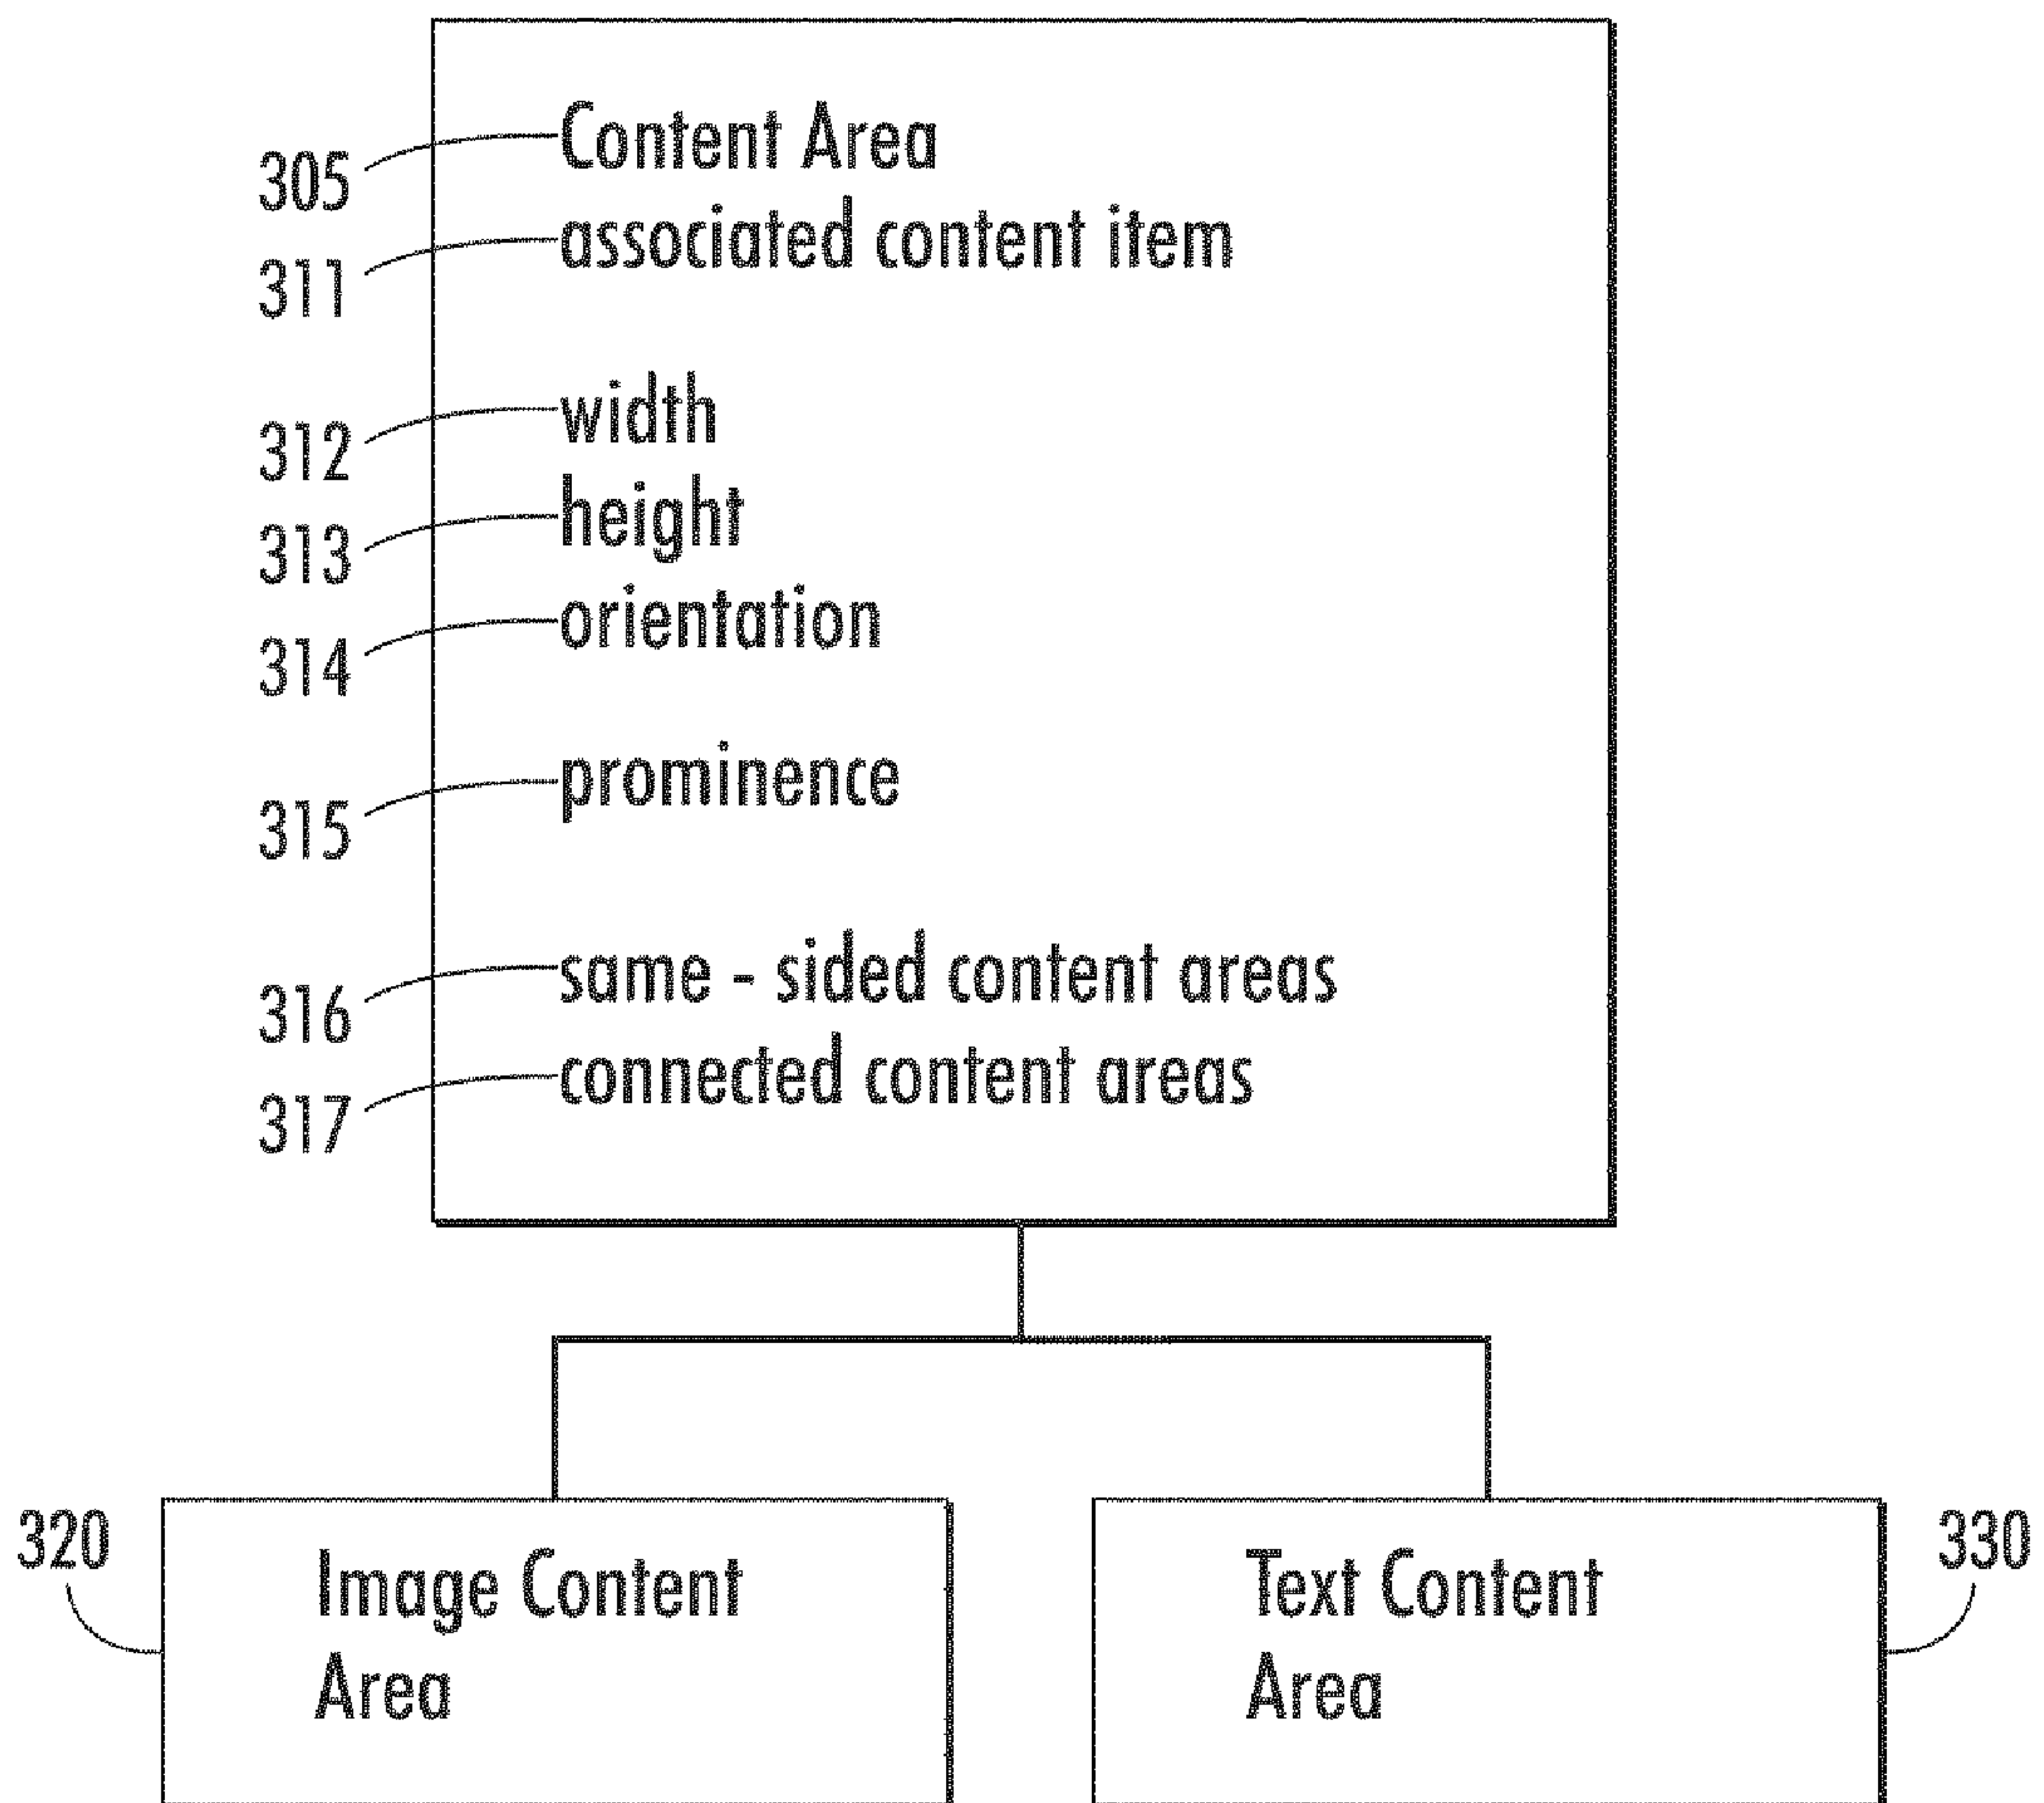 305 Content Area
311 associated content item
312 width
313 height
314 orientation
315 prominence
316 same - sided content areas
317 connected content areas
320 Image Content
Area
330 Text Content
Area